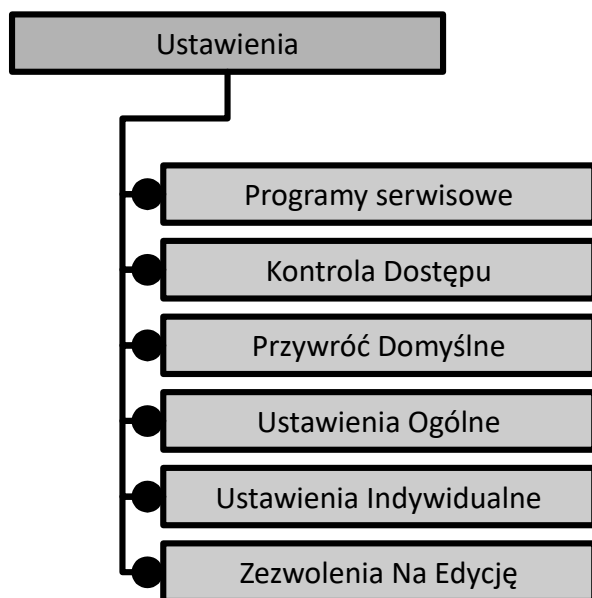 Ustawienia
Programy serwisowe
Kontrola Dostępu
Przywróć Domyślne
Ustawienia Ogólne
Ustawienia Indywidualne
Zezwolenia Na Edycję